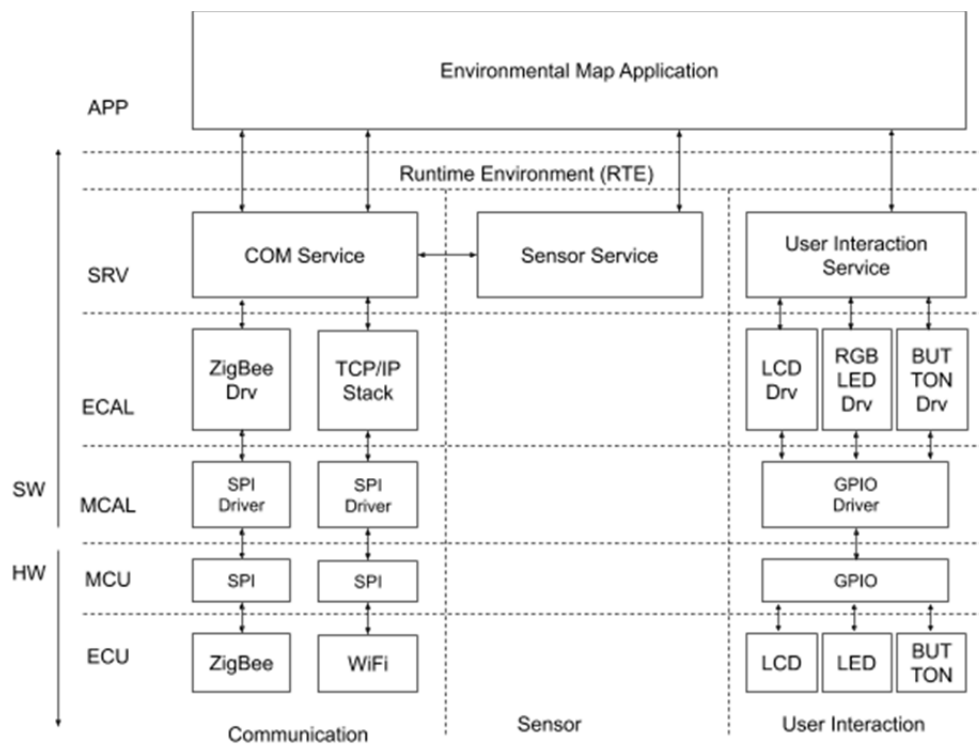 Environmental Map Application
APP
Runtime Environment (RTE)
COM Service
Sensor Service
User Interaction
Service
SRV
ZigBee
Drv
TCP/IP
Stack
LCD
Drv
RGB
LED
Drv
BUT
TON
Drv
ECAL
SW
MCAL
SPI
Driver
SPI
Driver
GPIO
Driver
HW
MCU
SPI
SPI
GPIO
ECU
ZigBee
WiFi
LCD
LED
BUT
TON
Communication
Sensor
User Interaction